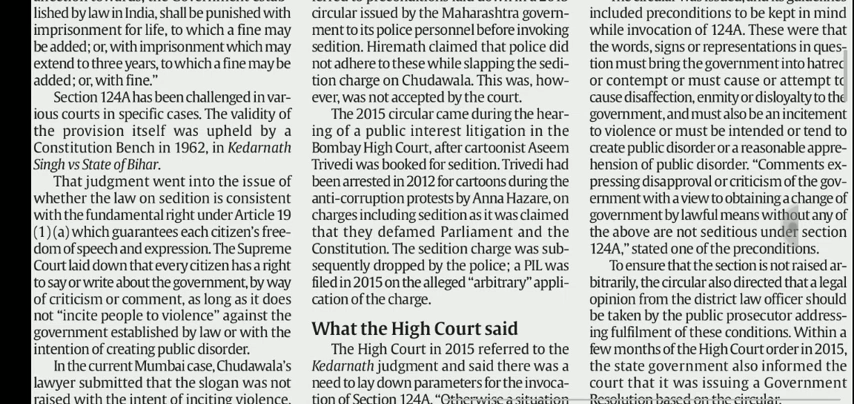 lished by law in India, shall be punished with
imprisonment for life, to which a fine may
be added; or, with imprisonment which may
extend to three years, to which a fine may be
added; or, with fine.”
Section 124A has been challenged in var-
ious courts in specific cases. The validity of
the provision itself was upheld by a
Constitution Bench in 1962, in Kedarnath
Singh vs State of Bihar.
That judgment went into the issue of
whether the law on sedition is consistent
with the fundamental right under Article 19
(1)(a) which guarantees each citizen’s free-
dom of speech and expression. The Supreme
Court laid down that every citizen has a right
to say or write about the government, by way
of criticism or comment, as long as it does
not “incite people to violence” against the
government established by law or with the
intention of creating public disorder.
In the current Mumbai case, Chudawala’s
lawyer submitted that the slogan was not
raised with the intent of inciting violence,
circular issued by the Maharashtra govern-
ment to its police personnel before invoking
sedition. Hiremath claimed that police did
not adhere to these while slapping the sedi-
tion charge on Chudawala. This was, how-
ever, was not accepted by the court.
The 2015 circular came during the hear-
ing of a public interest litigation in the
Bombay High Court, after cartoonist Aseem
Trivedi was booked for sedition. Trivedi had
been arrested in 2012 for cartoons during the
anti-corruption protests by Anna Hazare, on
charges including sedition as it was claimed
that they defamed Parliament and the
Constitution. The sedition charge was sub-
sequently dropped by the police; a PIL was
filed in 2015 on the alleged “arbitrary” appli-
cation of the charge.
What the High Court said
The High Court in 2015 referred to the
Kedarnath judgment and said there was a
need to lay down parameters for the invoca-
tion of Section 124A. “Otherwise a situation
included preconditions to be kept in mind
while invocation of 124A. These were that
the words, signs or representations in ques-
tion must bring the government into hatred
or contempt or must cause or attempt to
cause disaffection, enmity or disloyalty to the
government, and must also be an incitement
to violence or must be intended or tend to
create public disorder or a reasonable appre-
hension of public disorder. “Comments ex-
pressing disapproval or criticism of the gov-
ernment with a view to obtaining a change of
government by lawful means without any of
the above are not seditious under section
124A,” stated one of the preconditions.
To ensure that the section is not raised ar-
bitrarily, the circular also directed that a legal
opinion from the district law officer should
be taken by the public prosecutor address-
ing fulfilment of these conditions. Within a
few months of the High Court order in 2015,
the state government also informed the
court that it was issuing a Government
Resolution based on the circular.